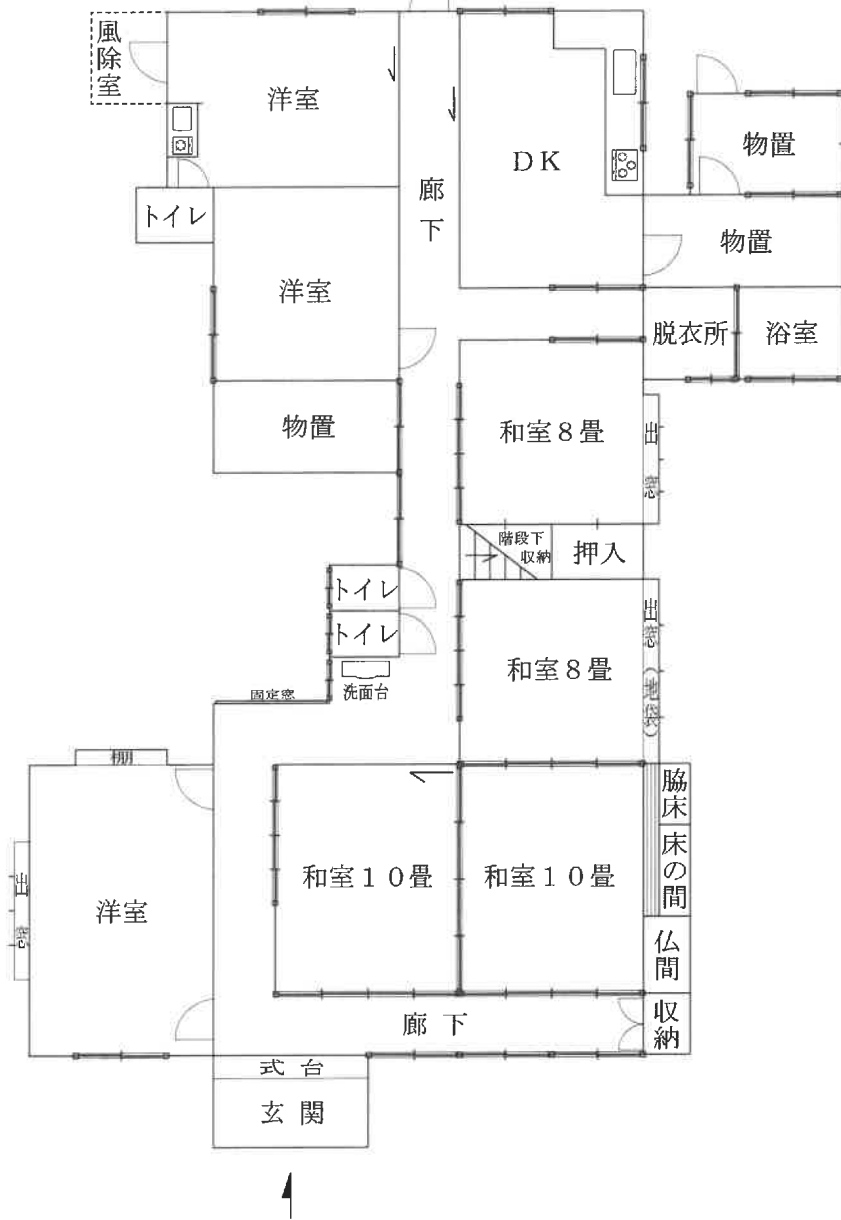 風除室
洋室
DK
物置
廊下
トイレ
物置
洋室
脱衣所
浴室
物置
和室8畳
出窓
階段下収納
押入
トイレ
トイレ
出窓(地袋)
和室8畳
洗面台
固定窓
棚
脇床
床の間
和室10畳
和室10畳
出窓
洋室
仏間
収納
廊下
式台
玄関